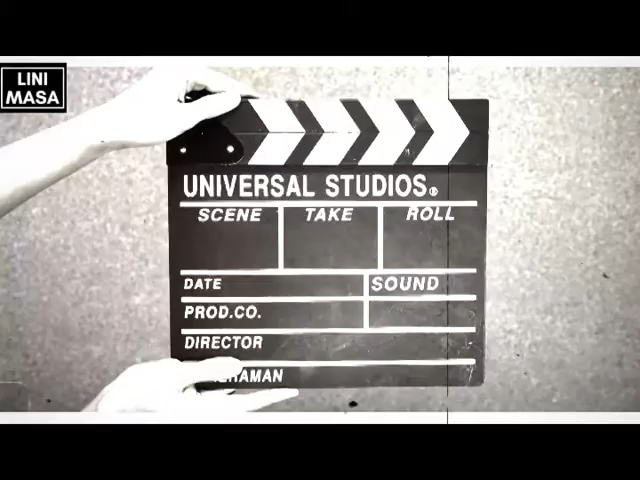 LINI
MASA
UNIVERSAL STUDIOS®
SCENE TAKE ROLL
DATE SOUND
PROD.CO.
DIRECTOR